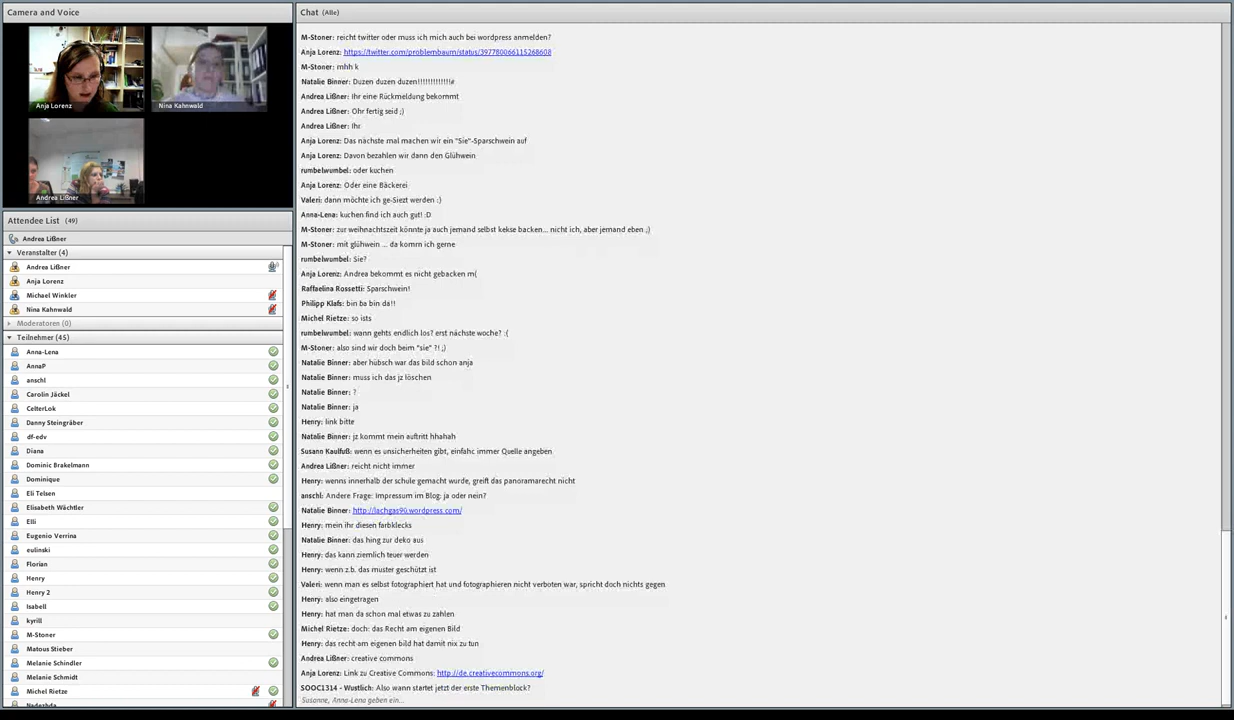 Camera and Voice
Anja Lorenz
Nina Kahnwald
Andrea Lißner
Attendee List (49)
Andrea Lißner
Veranstalter (4)
Andrea Lißner
Anja Lorenz
Michael Winkler
Nina Kahnwald
Moderatoren (0)
Teilnehmer (45)
Anna-Lena
AnnaP
anschl
Carolin Jäckel
CelterLok
Danny Steingräber
df-edv
Diana
Dominic Brakelmann
Dominique
Eli Telsen
Elisabeth Wächtler
Elli
Eugenio Verrina
eulinski
Florian
Henry
Henry 2
Isabell
kyrill
M-Stoner
Matous Stieber
Melanie Schindler
Melanie Schmidt
Michel Rietze
Nadezhda
Chat (Alle)
M-Stoner: reicht twitter oder muss ich mich auch bei wordpress anmelden?
Anja Lorenz: https://twitter.com/problembaum/status/397780066115268608
M-Stoner: mhh k
Natalie Binner: Duzen duzen duzen!!!!!!!!!!!!!#
Andrea Lißner: Ihr eine Rückmeldung bekommt
Andrea Lißner: Ohr fertig seid ;)
Andrea Lißner: Ihr
Anja Lorenz: Das nächste mal machen wir ein "Sie"-Sparschwein auf
Anja Lorenz: Davon bezahlen wir dann den Glühwein
rumbelwumbel: oder kuchen
Anja Lorenz: Oder eine Bäckerei
Valeri: dann möchte ich ge-Siezt werden :)
Anna-Lena: kuchen find ich auch gut! :D
M-Stoner: zur weihnachtszeit könnte ja auch jemand selbst kekse backen... nicht ich, aber jemand eben ;)
M-Stoner: mit glühwein ... da komm ich gerne
rumbelwumbel: Sie?
Anja Lorenz: Andrea bekommt es nicht gebacken m(
Raffaelina Rossetti: Sparschwein!
Philipp Klafs: bin ba bin da!!
Michel Rietze: so ists
rumbelwumbel: wann gehts endlich los? erst nächste woche? :(
M-Stoner: also sind wir doch beim "sie" ?! ;)
Natalie Binner: aber hübsch war das bild schon anja
Natalie Binner: muss ich das jz löschen
Natalie Binner: ?
Natalie Binner: ja
Henry: link bitte
Natalie Binner: jz kommt mein auftritt hhahah
Susann Kaulfuß: wenn es unsicherheiten gibt, einfahc immer Quelle angeben
Andrea Lißner: reicht nicht immer
Henry: wenns innerhalb der schule gemacht wurde, greift das panoramarecht nicht
anschl: Andere Frage: Impressum im Blog: ja oder nein?
Natalie Binner: http://lachgas90.wordpress.com/
Henry: mein ihr diesen farbklecks
Natalie Binner: das hing zur deko aus
Henry: das kann ziemlich teuer werden
Henry: wenn z.b. das muster geschützt ist
Valeri: wenn man es selbst fotographiert hat und fotographieren nicht verboten war, spricht doch nichts gegen
Henry: also eingetragen
Henry: hat man da schon mal etwas zu zahlen
Michel Rietze: doch: das Recht am eigenen Bild
Henry: das recht am eigenen bild hat damit nix zu tun
Andrea Lißner: creative commons
Anja Lorenz: Link zu Creative Commons: http://de.creativecommons.org/
SOOC1314 - Wustlich: Also wann startet jetzt der erste Themenblock?
Susanne, Anna-Lena geben ein...